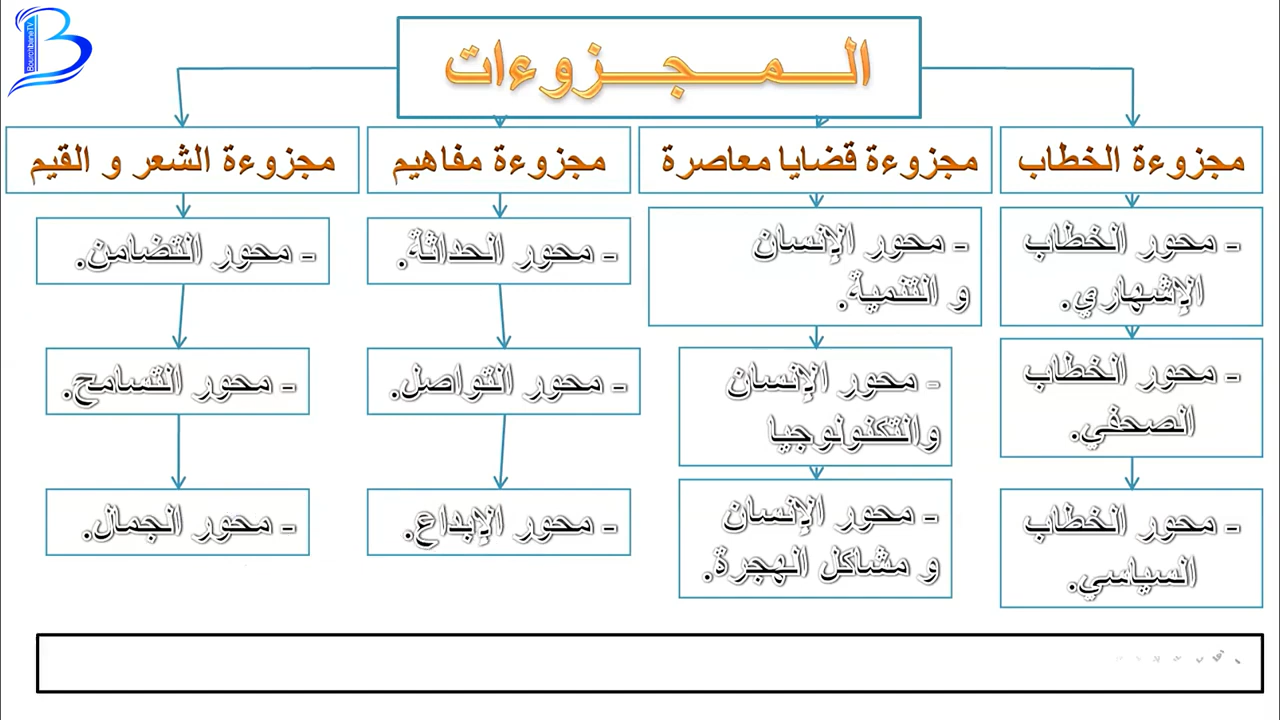 BourchbaneTV
المجزوءات
مجزوءة الخطاب
- محور الخطاب
الإشهاري.
- محور الخطاب
الصحفي.
- محور الخطاب
السياسي.
مجزوءة قضايا معاصرة
- محور الإنسان
و التنمية.
- محور الإنسان
والتكنولوجيا
- محور الإنسان
و مشاكل الهجرة.
مجزوءة مفاهيم
- محور الحداثة.
- محور التواصل.
- محور الإبداع.
مجزوءة الشعر و القيم
- محور التضامن.
- محور التسامح.
- محور الجمال.